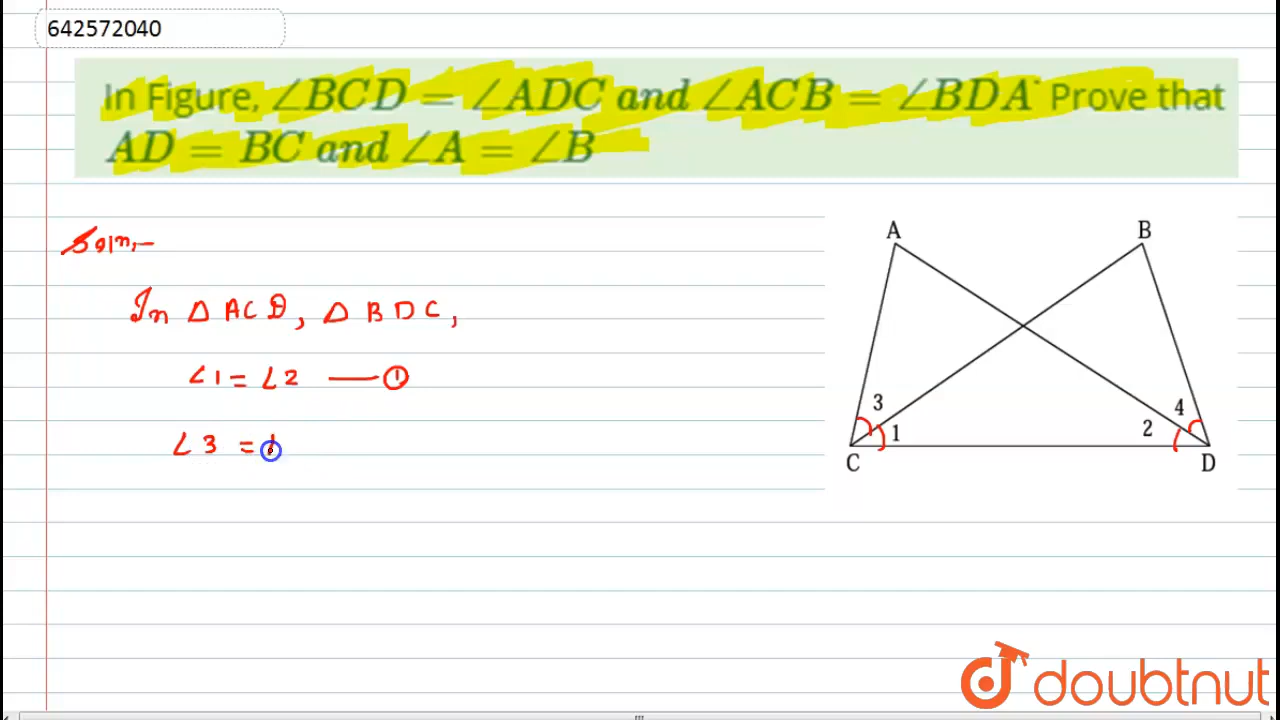 642572040
In Figure, ∠BCD = ∠ADC and ∠ACB = ∠BDA Prove that
AD = BC and ∠A = ∠B
Soln,-
In Δ ACD, Δ BDC,
∠1 = ∠2 —— ①
∠3 =
A B
3 4
1 2
C D
doubtnut